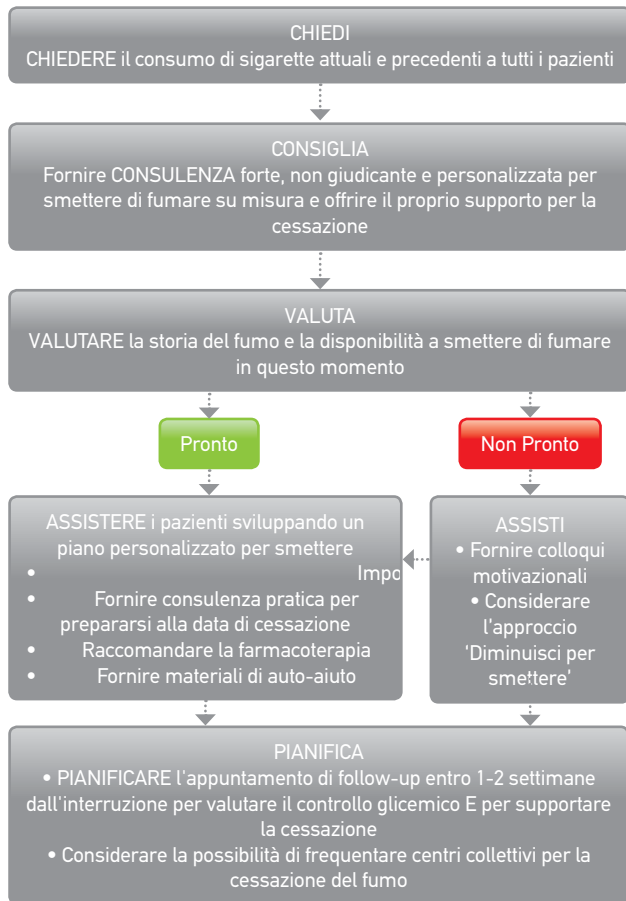 CHIEDI
CHIEDERE il consumo di sigarette attuali e precedenti a tutti i pazienti
CONSIGLIA
Fornire CONSULENZA forte, non giudicante e personalizzata per
smettere di fumare su misura e offrire il proprio supporto per la
cessazione
VALUTA
VALUTARE la storia del fumo e la disponibilità a smettere di fumare
in questo momento
Pronto
Non Pronto
ASSISTERE i pazienti sviluppando un
piano personalizzato per smettere
• Impo
• Fornire consulenza pratica per
prepararsi alla data di cessazione
• Raccomandare la farmacoterapia
• Fornire materiali di auto-aiuto
ASSISTI
• Fornire colloqui
motivazionali
• Considerare
l'approccio
'Diminuisci per
smettere'
PIANIFICA
• PIANIFICARE l'appuntamento di follow-up entro 1-2 settimane
dall'interruzione per valutare il controllo glicemico E per supportare
la cessazione
• Considerare la possibilità di frequentare centri collettivi per la
cessazione del fumo